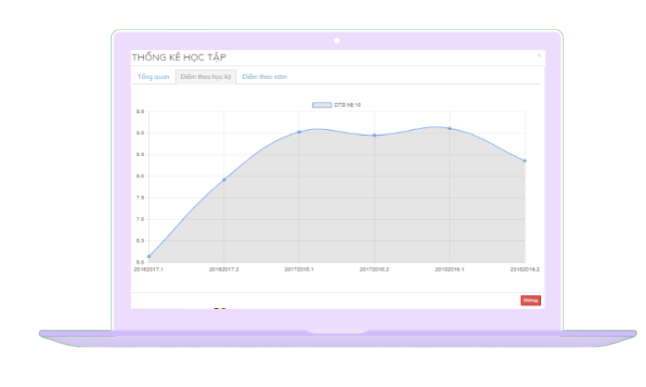 THỐNG KÊ HỌC TẬP
×
Tổng quan Điểm theo học kỳ Điểm theo năm
ĐTB hệ 10
9.5
9.0
8.5
8.0
7.5
7.0
6.5
6.0
20162017.1 20162017.2 20172018.1 20172018.2 20182019.1 20182019.2
Đóng